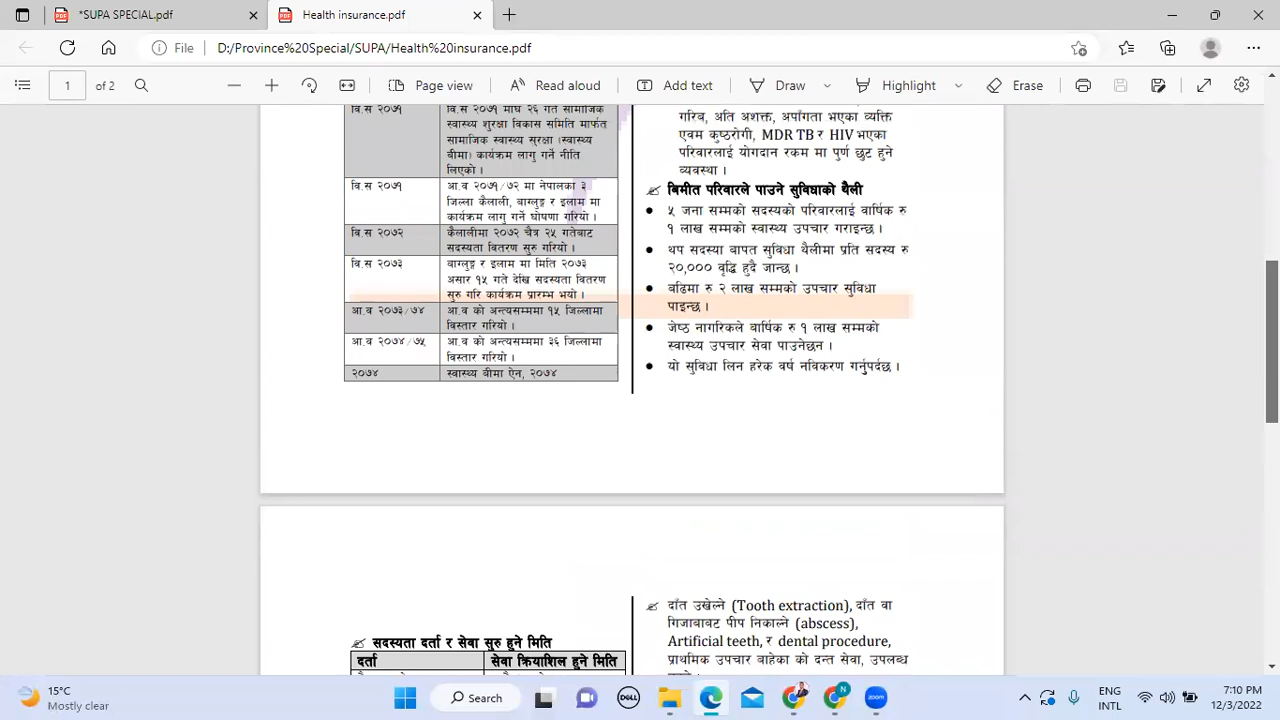 *SUPA SPECIAL.pdf
Health insurance.pdf
File
D:/Province%20Special/SUPA/Health%20insurance.pdf
1 of 2
Page view
Read aloud
Add text
Draw
Highlight
Erase
वि.स २०७१
वि.स २०७१ माघ २६ गते सामाजिक
स्वास्थ्य शुरक्षा विकास समिति मार्फत
सामाजिक स्वास्थ्य सुरक्षा (स्वास्थ्य
बीमा) कार्यक्रम लागु गर्ने नीति
लिएको ।
वि.स २०७१
आ.व २०७१/७२ मा नेपालका ३
जिल्ला कैलाली, बाग्लुङ्ग र इलाम मा
कार्यक्रम लागु गर्ने घोषणा गरियो ।
वि.स २०७२
कैलालीमा २०७२ चैत्र २५ गतेबाट
सदस्यता वितरण सुरु गरियो ।
वि.स २०७३
बाग्लुङ्ग र इलाम मा मिति २०७३
असार १५ गते देखि सदस्यता वितरण
सुरु गरि कार्यक्रम प्रारम्भ भयो ।
आ.व २०७३/७४
आ.व को अन्त्यसम्ममा १५ जिल्लामा
विस्तार गरियो ।
आ.व २०७४/७५
आ.व को अन्त्यसम्ममा ३६ जिल्लामा
विस्तार गरियो ।
२०७४
स्वास्थ्य बीमा ऐन, २०७४
गरिब, अति अशक्त, अपाँगता भएका व्यक्ति
एवम कुष्ठरोगी, MDR TB र HIV भएका
परिवारलाई योगदान रकम मा पुर्ण छुट हुने
व्यवस्था ।
बिमीत परिवारले पाउने सुविधाको थैली
● ५ जना सम्मको सदस्यको परिवारलाई वार्षिक रु
१ लाख सम्मको स्वास्थ्य उपचार गराइन्छ ।
● थप सदस्या बापत सुविधा थैलीमा प्रति सदस्य रु
२०,००० वृद्धि हुदै जान्छ ।
● बढिमा रु २ लाख सम्मको उपचार सुविधा
पाइन्छ ।
● जेष्ठ नागरिकले बार्षिक रु १ लाख सम्मको
स्वास्थ्य उपचार सेवा पाउनेछन ।
● यो सुविधा लिन हरेक वर्ष नविकरण गर्नुपर्दछ ।
सदस्यता दर्ता र सेवा सुरु हुने मिति
दर्ता
सेवा क्रियाशिल हुने मिति
दाँत उखेल्ने (Tooth extraction), दाँत वा
गिजाबाबट पीप निकाल्ने (abscess),
Artificial teeth, र dental procedure,
प्राथमिक उपचार बाहेका को दन्त सेवा, उपलब्ध
15°C
Mostly clear
Search
DELL
zoom
ENG
INTL
7:10 PM
12/3/2022